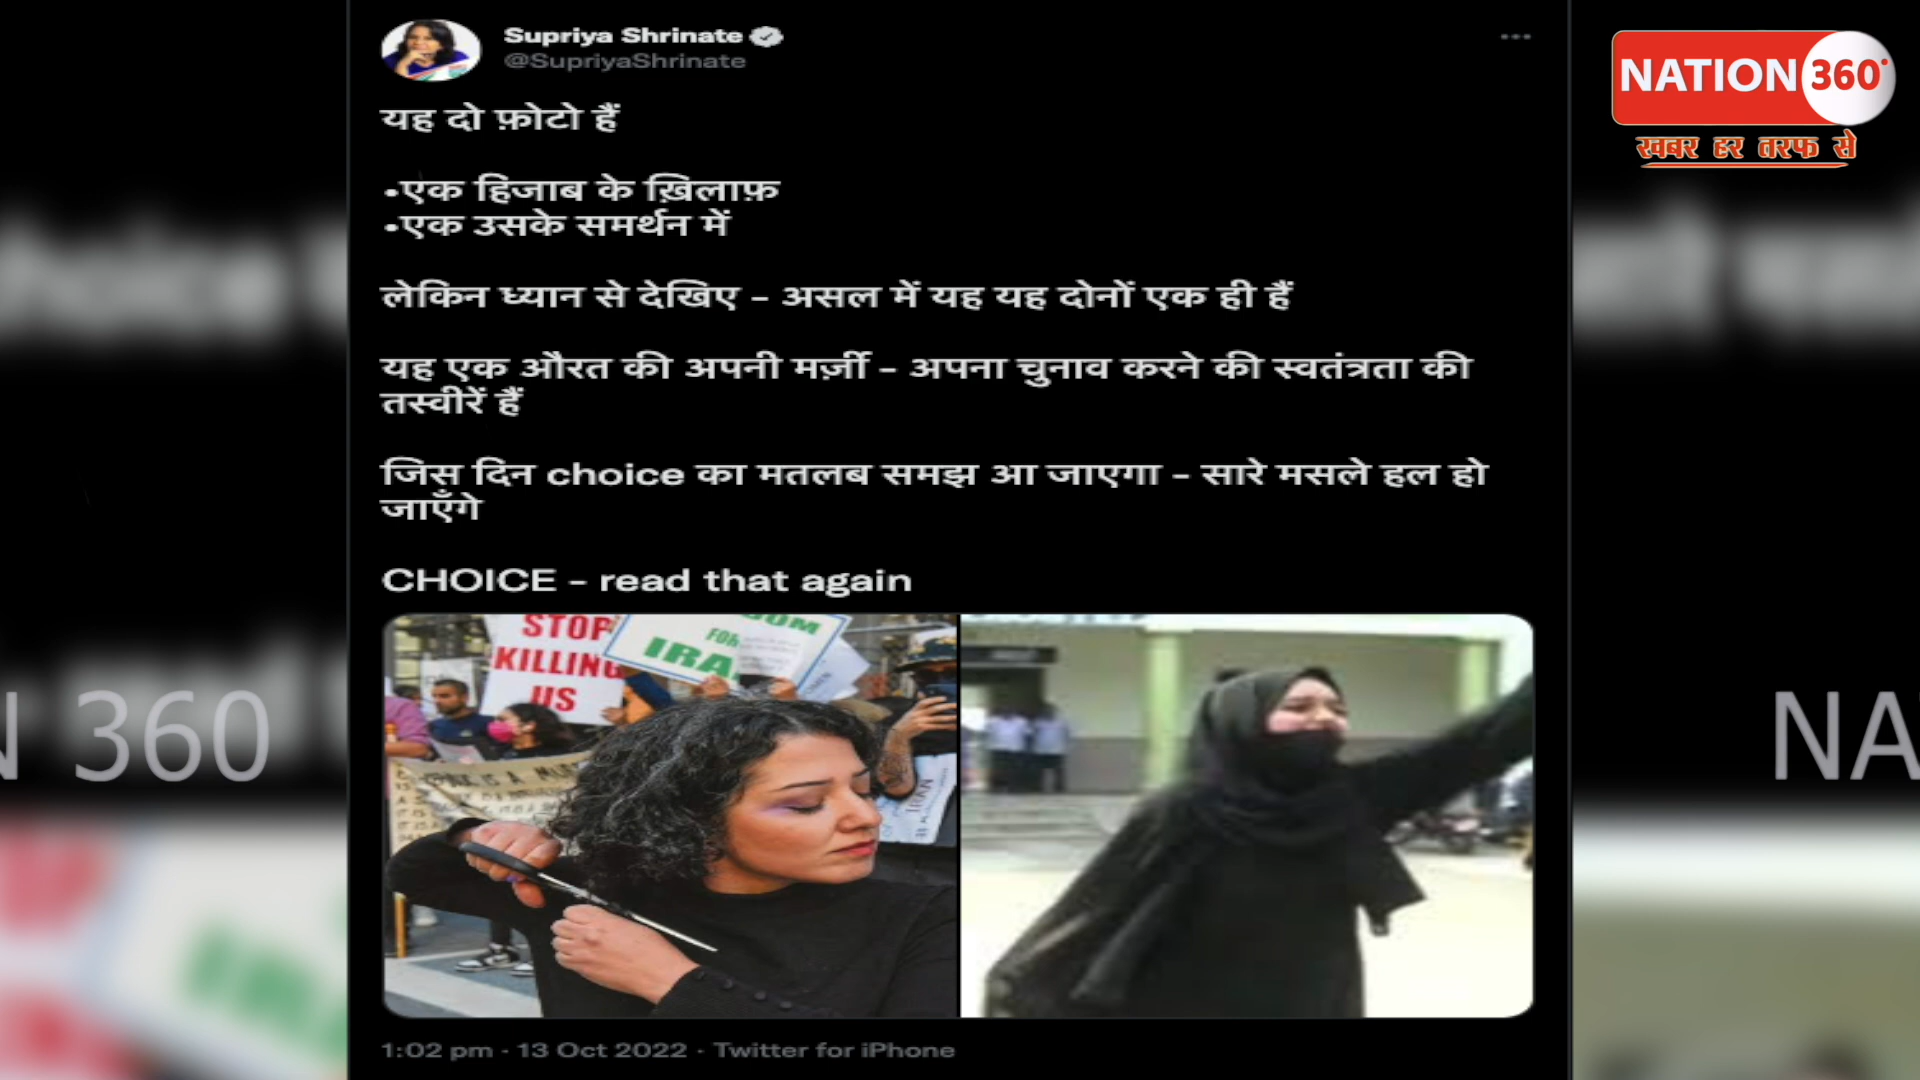 Supriya Shrinate
@SupriyaShrinate
NATION 360°
खबर हर तरफ से
यह दो फ़ोटो हैं
•एक हिजाब के ख़िलाफ़
•एक उसके समर्थन में
लेकिन ध्यान से देखिए – असल में यह यह दोनों एक ही हैं
यह एक औरत की अपनी मर्ज़ी – अपना चुनाव करने की स्वतंत्रता की
तस्वीरें हैं
जिस दिन choice का मतलब समझ आ जाएगा – सारे मसले हल हो
जाएँगे
CHOICE – read that again
STOP
KILLING
US
FOR
IRA
IRAN
N 360
NA
1:02 pm · 13 Oct 2022 · Twitter for iPhone